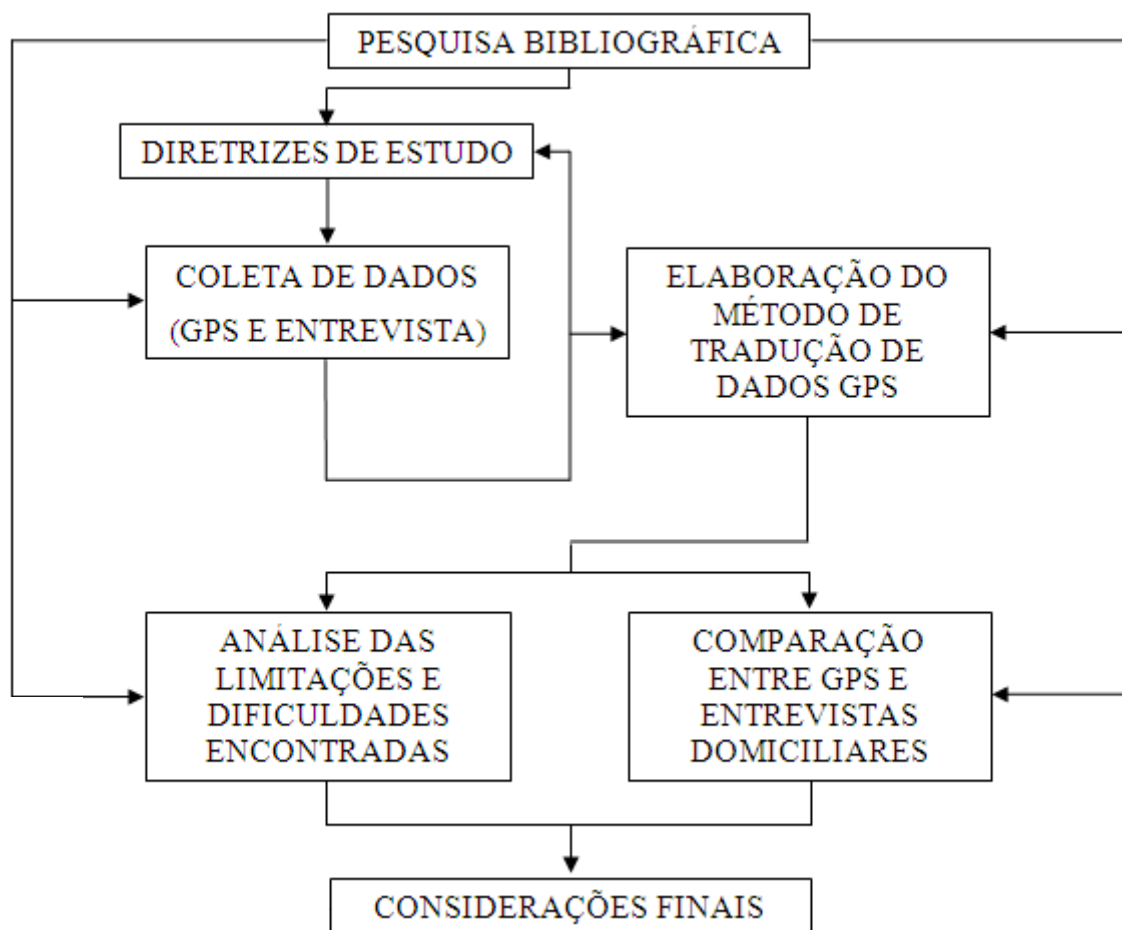 PESQUISA BIBLIOGRÁFICA
DIRETRIZES DE ESTUDO
COLETA DE DADOS
(GPS E ENTREVISTA)
ELABORAÇÃO DO
MÉTODO DE
TRADUÇÃO DE
DADOS GPS
ANÁLISE DAS
LIMITAÇÕES E
DIFICULDADES
ENCONTRADAS
COMPARAÇÃO
ENTRE GPS E
ENTREVISTAS
DOMICILIARES
CONSIDERAÇÕES FINAIS